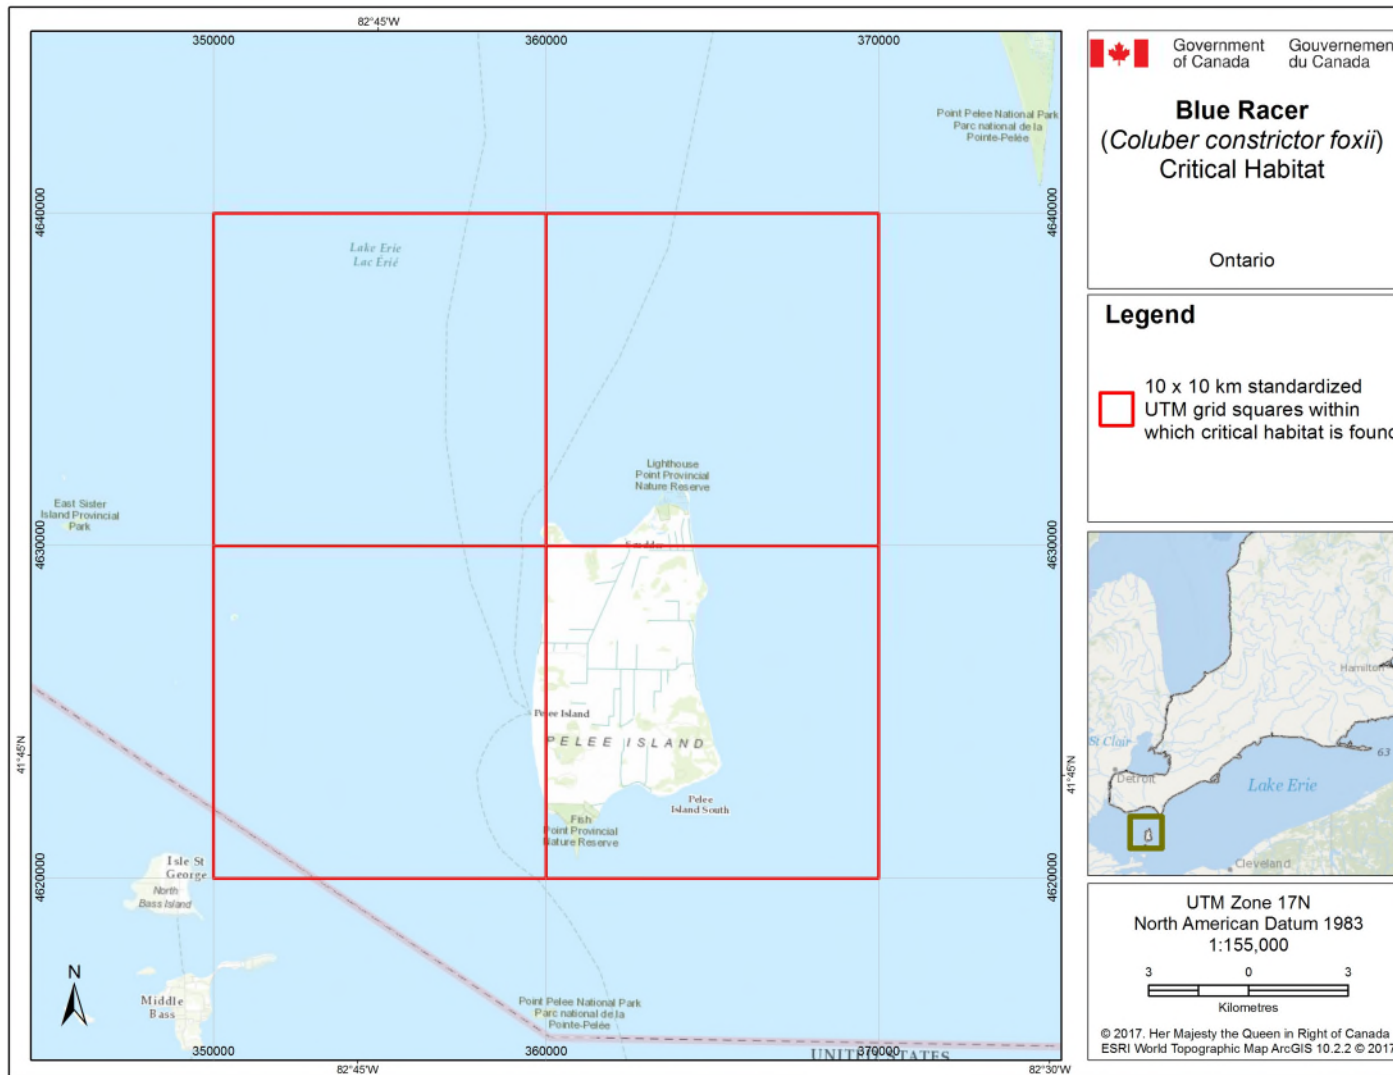 82°45'W
350000
360000
370000
Point Pelee National Park
Parc national de la
Pointe-Pelée
4640000
4640000
Lake Erie
Lac Érié
Lighthouse
Point Provincial
Nature Reserve
East Sister
Island Provincial
Park
4630000
4630000
Pelee Island
PELEE ISLAND
41°45'N
41°45'N
Pelee
Island South
Fish
Point Provincial
Nature Reserve
Isle St
George
North
Bass Island
4620000
4620000
N
Middle
Bass
Point Pelee National Park
Parc national de la
Pointe-Pelée
UNITED STATES
350000
360000
370000
82°45'W
82°30'W
Government
of Canada
Gouvernemen
du Canada
Blue Racer
(Coluber constrictor foxii)
Critical Habitat
Ontario
Legend
10 x 10 km standardized
UTM grid squares within
which critical habitat is found
Hamilton
St Clair
Detroit
63
Lake Erie
Cleveland
UTM Zone 17N
North American Datum 1983
1:155,000
3 0 3
Kilometres
© 2017. Her Majesty the Queen in Right of Canada
ESRI World Topographic Map ArcGIS 10.2.2 © 2017